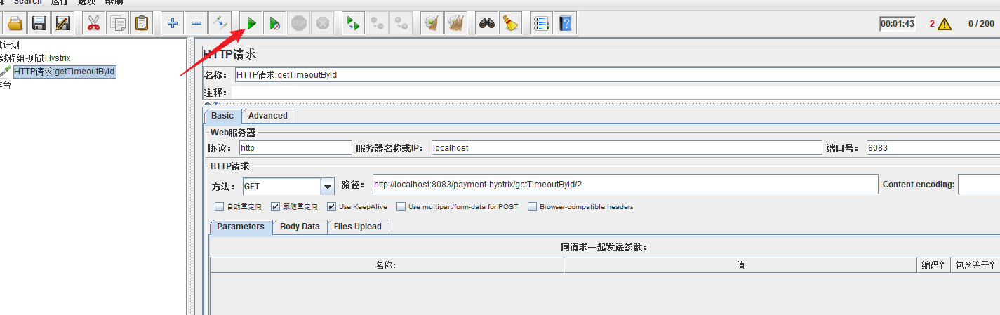 Search 运行 选项 帮助
STOP
00:01:43 2 0 / 200
试计划
线程组-测试Hystrix
HTTP请求:getTimeoutById
作台
HTTP请求
名称： HTTP请求:getTimeoutById
注释：
Basic Advanced
Web服务器
协议： http 服务器名称或IP： localhost 端口号： 8083
HTTP请求
方法： GET 路径： http://localhost:8083/payment-hystrix/getTimeoutById/2 Content encoding:
自动重定向 跟随重定向 Use KeepAlive Use multipart/form-data for POST Browser-compatible headers
Parameters Body Data Files Upload
同请求一起发送参数：
名称： 值 编码？ 包含等于？